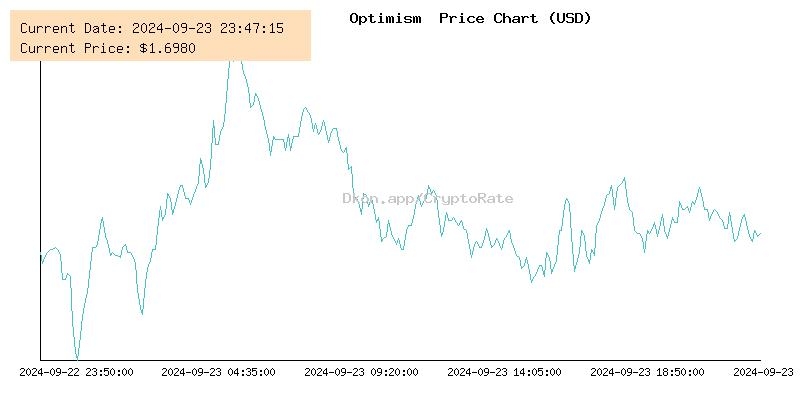 Optimism Price Chart (USD)
Current Date: 2024-09-23 23:47:15
Current Price: $1.6980
Dkan.app/CryptoRate
2024-09-22 23:50:00 2024-09-23 04:35:00 2024-09-23 09:20:00 2024-09-23 14:05:00 2024-09-23 18:50:00 2024-09-23